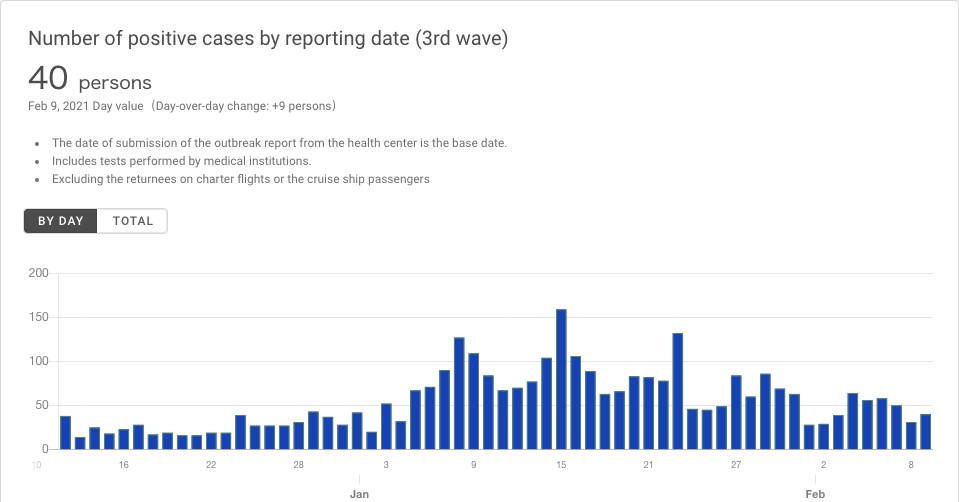 Number of positive cases by reporting date (3rd wave)
40 persons
Feb 9, 2021 Day value (Day-over-day change: +9 persons)
• The date of submission of the outbreak report from the health center is the base date.
• Includes tests performed by medical institutions.
• Excluding the returnees on charter flights or the cruise ship passengers
BY DAY TOTAL
200
150
100
50
0
10 16 22 28 3 9 15 21 27 2 8
Jan Feb